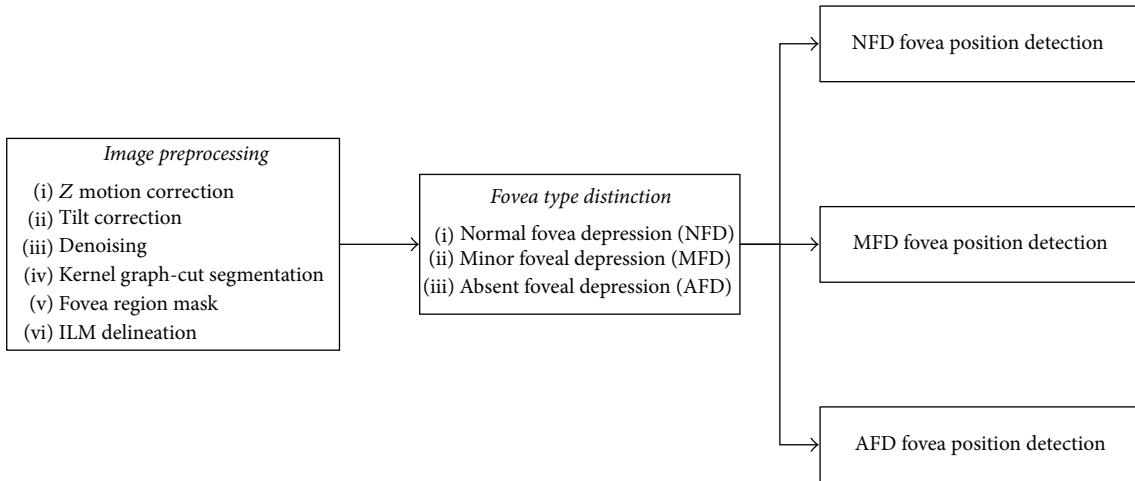 Image preprocessing
(i) Z motion correction
(ii) Tilt correction
(iii) Denoising
(iv) Kernel graph-cut segmentation
(v) Fovea region mask
(vi) ILM delineation
Fovea type distinction
(i) Normal fovea depression (NFD)
(ii) Minor foveal depression (MFD)
(iii) Absent foveal depression (AFD)
NFD fovea position detection
MFD fovea position detection
AFD fovea position detection